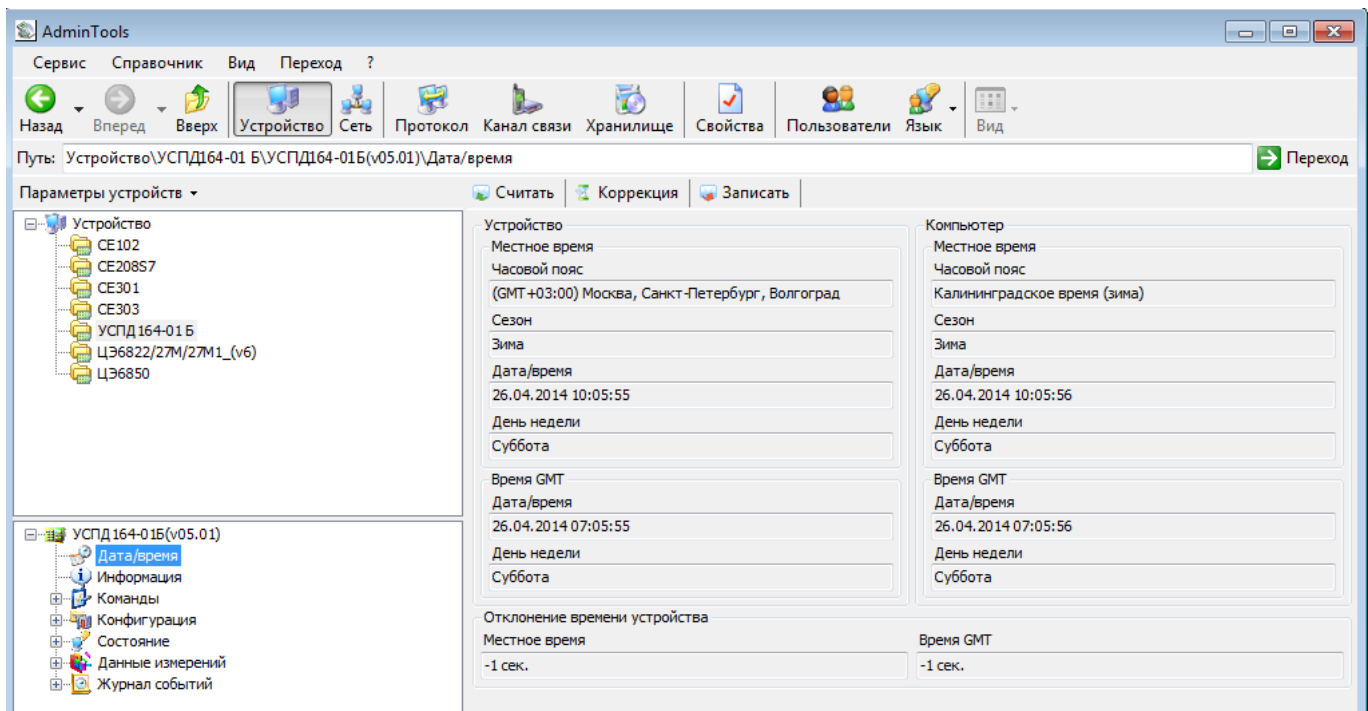 AdminTools
Сервис Справочник Вид Переход ?
Назад Вперед Вверх Устройство Сеть Протокол Канал связи Хранилище Свойства Пользователи Язык Вид
Путь: Устройство\УСПД164-01 Б\УСПД164-01Б(v05.01)\Дата/время Переход
Параметры устройств Считать Коррекция Записать
Устройство
CE102
CE208S7
CE301
CE303
УСПД164-01 Б
ЦЭ6822/27М/27М1_(v6)
ЦЭ6850
УСПД164-01Б(v05.01)
Дата/время
Информация
Команды
Конфигурация
Состояние
Данные измерений
Журнал событий
Устройство
Местное время
Часовой пояс
(GMT+03:00) Москва, Санкт-Петербург, Волгоград
Сезон
Зима
Дата/время
26.04.2014 10:05:55
День недели
Суббота
Время GMT
Дата/время
26.04.2014 07:05:55
День недели
Суббота
Компьютер
Местное время
Часовой пояс
Калининградское время (зима)
Сезон
Зима
Дата/время
26.04.2014 10:05:56
День недели
Суббота
Время GMT
Дата/время
26.04.2014 07:05:56
День недели
Суббота
Отклонение времени устройства
Местное время Время GMT
-1 сек. -1 сек.